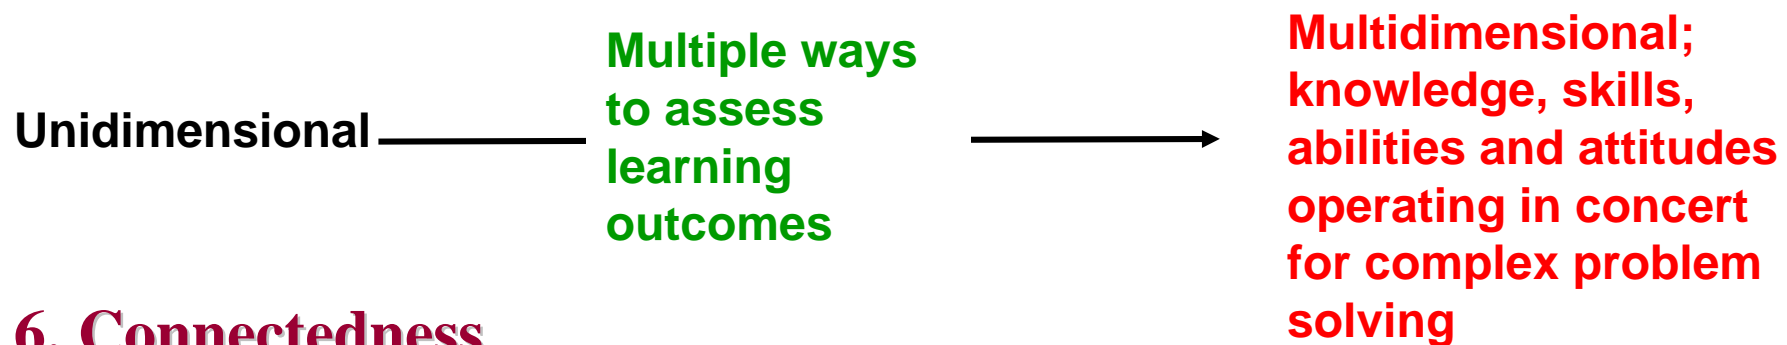 Unidimensional
Multiple ways
to assess
learning
outcomes
Multidimensional;
knowledge, skills,
abilities and attitudes
operating in concert
for complex problem
solving
6. Connectedness